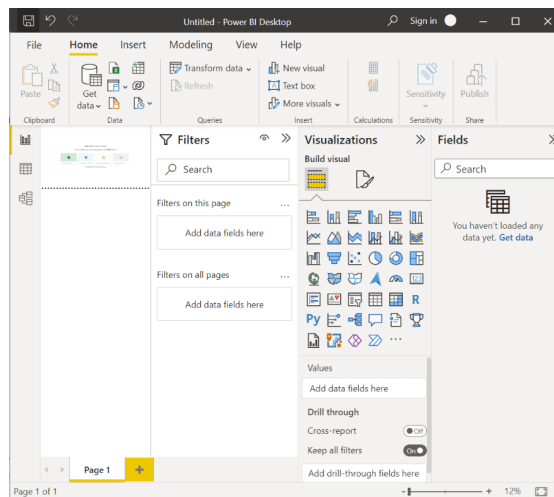 Untitled - Power BI Desktop
Sign in
File Home Insert Modeling View Help
Paste
Get data
Transform data
Refresh
New visual
Text box
More visuals
Sensitivity
Publish
Clipboard Data Queries Insert Calculations Sensitivity Share
Filters
Search
Filters on this page ...
Add data fields here
Filters on all pages ...
Add data fields here
Visualizations
Build visual
123
R
Py
...
Values
Add data fields here
Drill through
Cross-report Off
Keep all filters On
Add drill-through fields here
Fields
Search
You haven't loaded any
data yet. Get data
Page 1
+
Page 1 of 1
- + 12%